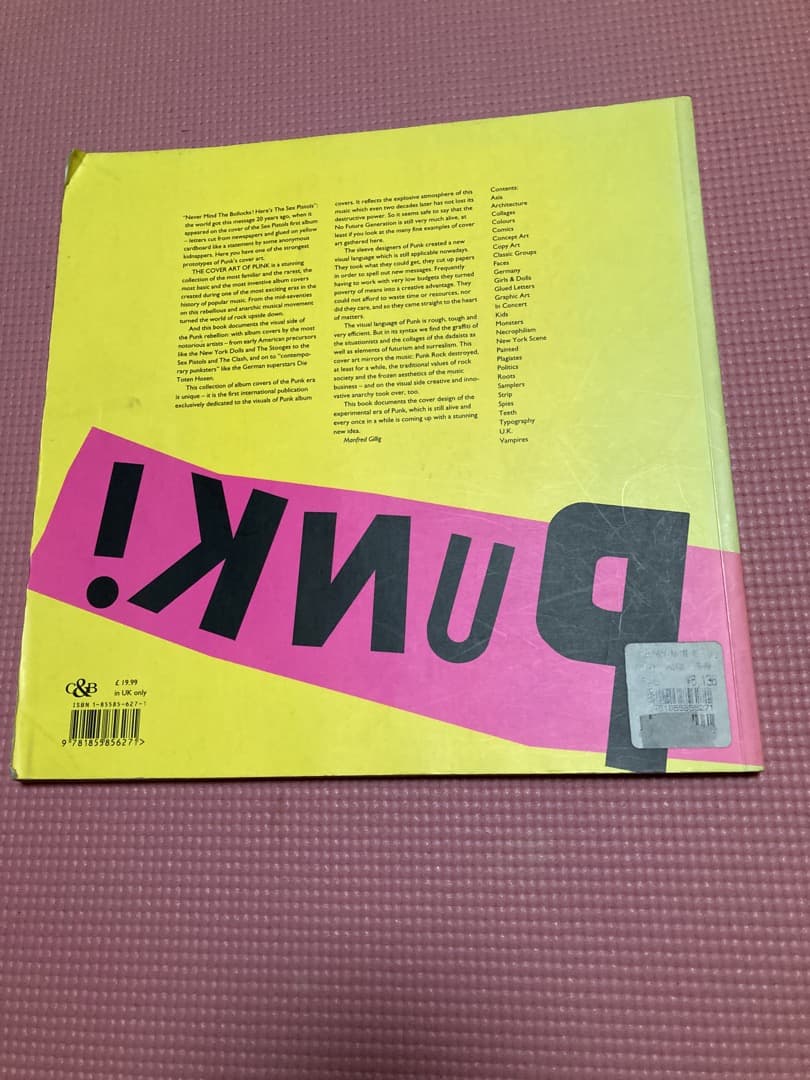 "Never Mind The Bollocks! Here's The Sex Pistols":
the world got this message 20 years ago, when it
appeared on the cover of the Sex Pistols first album
– letters cut from newspapers and glued on yellow
cardboard like a statement by some anonymous
kidnappers. Here you have one of the strongest
prototypes of Punk's cover art.
THE COVER ART OF PUNK is a stunning
collection of the most familiar and the rarest, the
most basic and the most inventive album covers
created during one of the most exciting eras in the
history of popular music. From the mid-seventies
on this rebellious and anarchic musical movement
turned the world of rock upside down.
And this book documents the visual side of
the Punk rebellion: with album covers by the most
notorious artists – from early American precursors
like the New York Dolls and The Stooges to the
Sex Pistols and The Clash, and on to "contempo-
rary punksters" like the German superstars Die
Toten Hosen.
This collection of album covers of the Punk era
is unique – it is the first international publication
exclusively dedicated to the visuals of Punk album
covers. It reflects the explosive atmosphere of this
music which even two decades later has not lost its
destructive power. So it seems safe to say that the
No Future Generation is still very much alive, at
least if you look at the many fine examples of cover
art gathered here.
The sleeve designers of Punk created a new
visual language which is still applicable nowadays.
They took what they could get, they cut up papers
in order to spell out new messages. Frequently
having to work with very low budgets they turned
poverty of means into a creative advantage. They
could not afford to waste time or resources, nor
did they care, and so they came straight to the heart
of matters.
The visual language of Punk is rough, tough and
very efficient. But in its syntax we find the graffiti of
the situationists and the collages of the dadaists as
well as elements of futurism and surrealism. This
cover art mirrors the music: Punk Rock destroyed,
at least for a while, the traditional values of rock
society and the frozen aesthetics of the music
business – and on the visual side creative and inno-
vative anarchy took over, too.
This book documents the cover design of the
experimental era of Punk, which is still alive and
every once in a while is coming up with a stunning
new idea.
Manfred Gillig
Contents:
Asia
Architecture
Collages
Colours
Comics
Concept Art
Copy Art
Classic Groups
Faces
Germany
Girls & Dolls
Glued Letters
Graphic Art
In Concert
Kids
Monsters
Necrophilism
New York Scene
Painted
Plagiates
Politics
Roots
Samplers
Strip
Spies
Teeth
Typography
U.K.
Vampires
PUNK!
C&B
£ 19.99
in UK only
ISBN 1-85585-627-1
9 781855 856271>
9781855856271